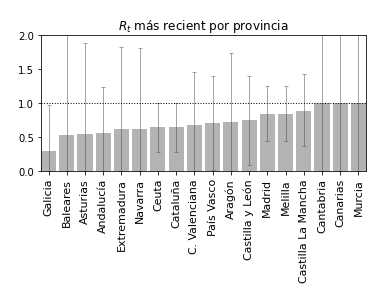 R_t más recient por provincia
2.0
1.5
1.0
0.5
0.0
Galicia
Baleares
Asturias
Andalucía
Extremadura
Navarra
Ceuta
Cataluña
C. Valenciana
País Vasco
Aragón
Castilla y León
Madrid
Melilla
Castilla La Mancha
Cantabria
Canarias
Murcia